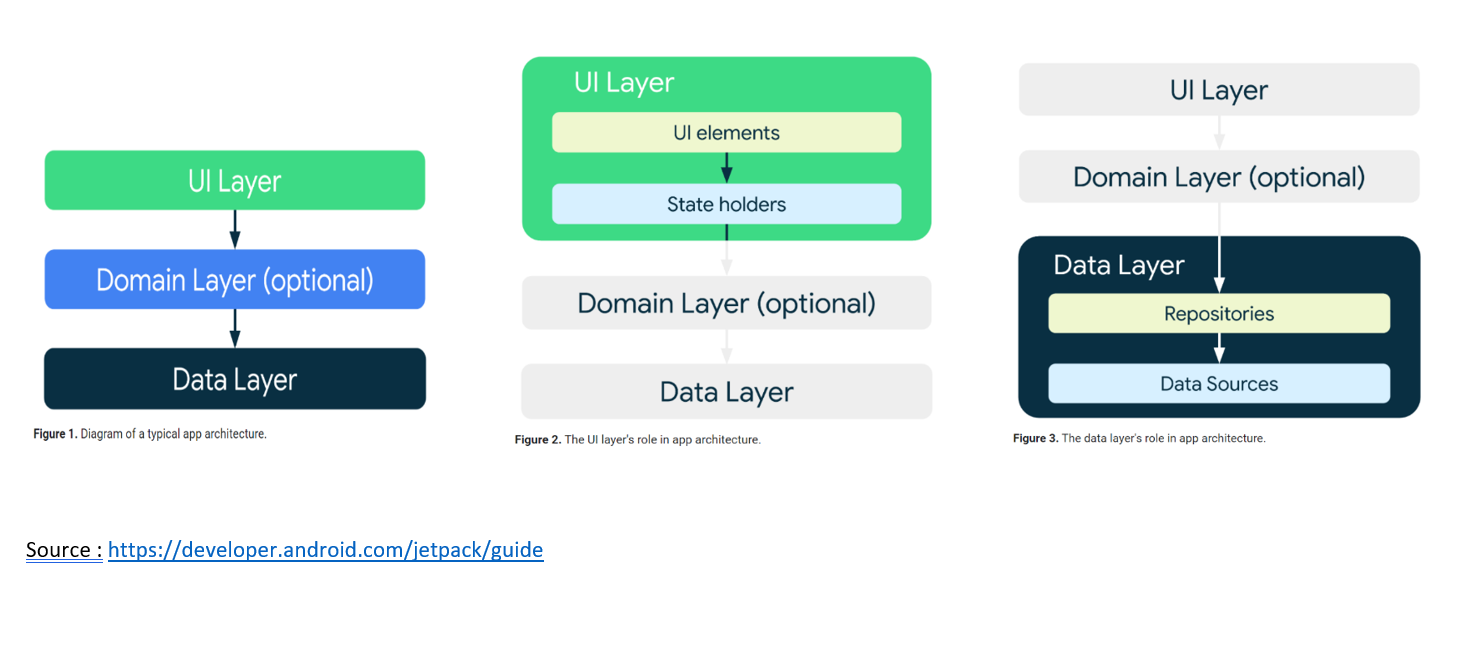 UI Layer
Domain Layer (optional)
Data Layer
Figure 1. Diagram of a typical app architecture.
UI Layer
UI elements
State holders
Domain Layer (optional)
Data Layer
Figure 2. The UI layer's role in app architecture.
UI Layer
Domain Layer (optional)
Data Layer
Repositories
Data Sources
Figure 3. The data layer's role in app architecture.
Source : https://developer.android.com/jetpack/guide